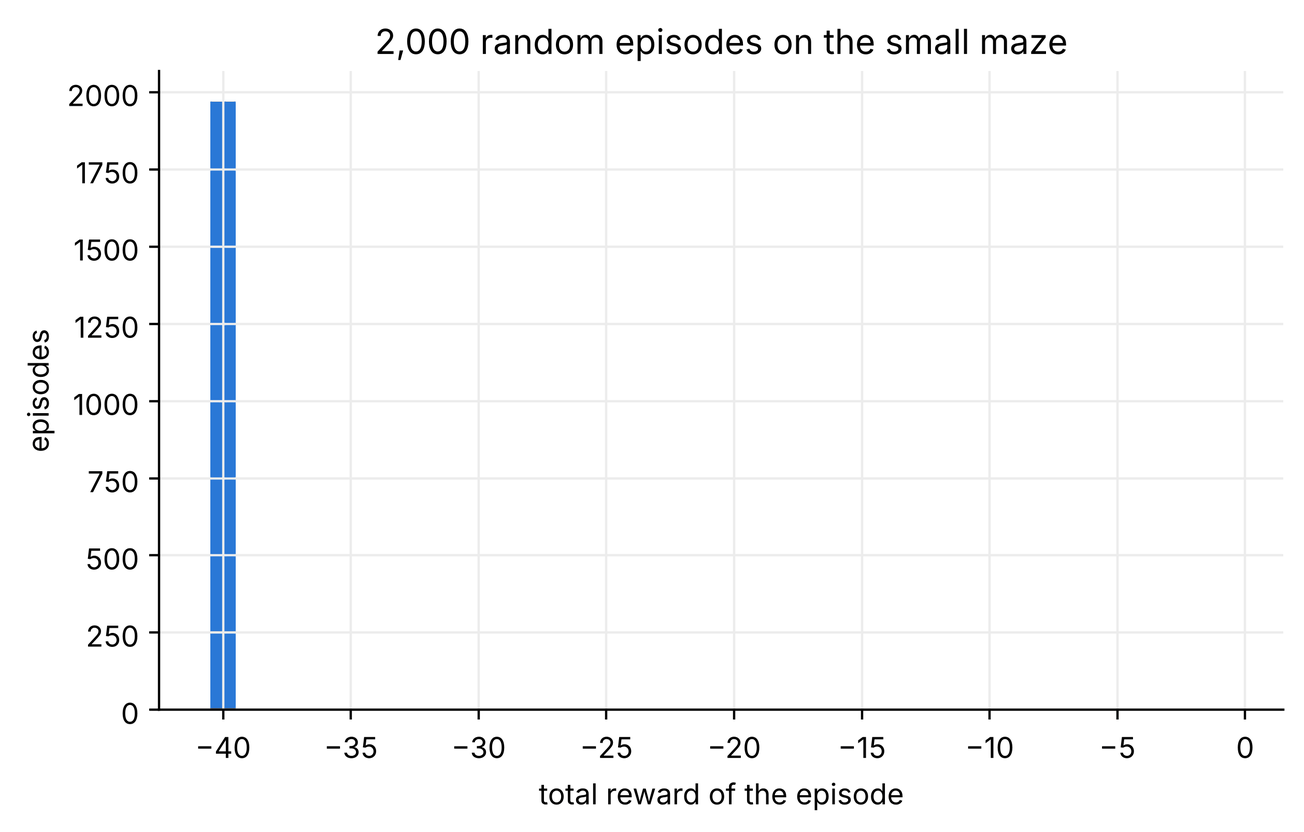 2,000 random episodes on the small maze
2000
1750
1500
1250
1000
750
500
250
0
episodes
−40 −35 −30 −25 −20 −15 −10 −5 0
total reward of the episode